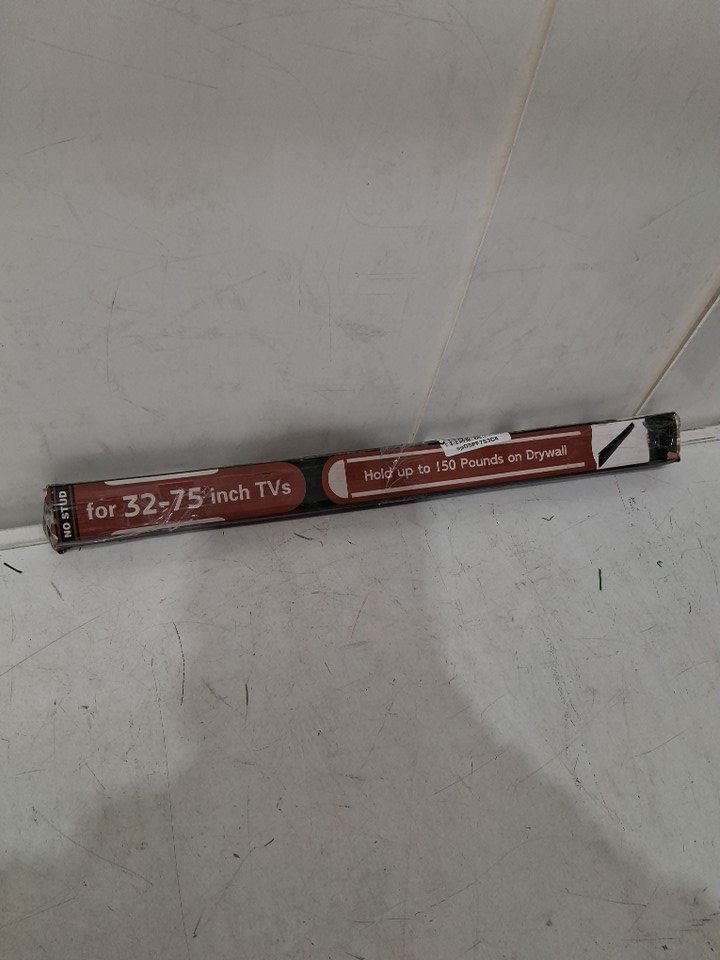 NO STUD
for 32-75 inch TVs
Hold up to 150 Pounds on Drywall